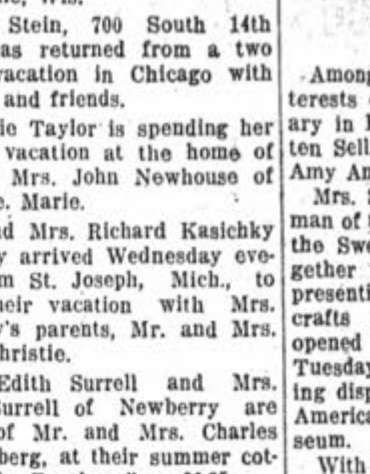 Stein, 700 South 14th
as returned from a two
vacation in Chicago with
and friends.
ie Taylor is spending her
vacation at the home of
Mrs. John Newhouse of
e. Marie.
d Mrs. Richard Kasichky
y arrived Wednesday eve-
m St. Joseph, Mich., to
heir vacation with Mrs.
y's parents, Mr. and Mrs.
hristie.
Edith Surrell and Mrs.
urrell of Newberry are
of Mr. and Mrs. Charles
berg, at their summer cot-
Among
terests
ary in
ten Sell
Amy An
Mrs.
man of
the Swe
gether
presenti
crafts
opened
Tuesday
ing disp
America
seum.
With